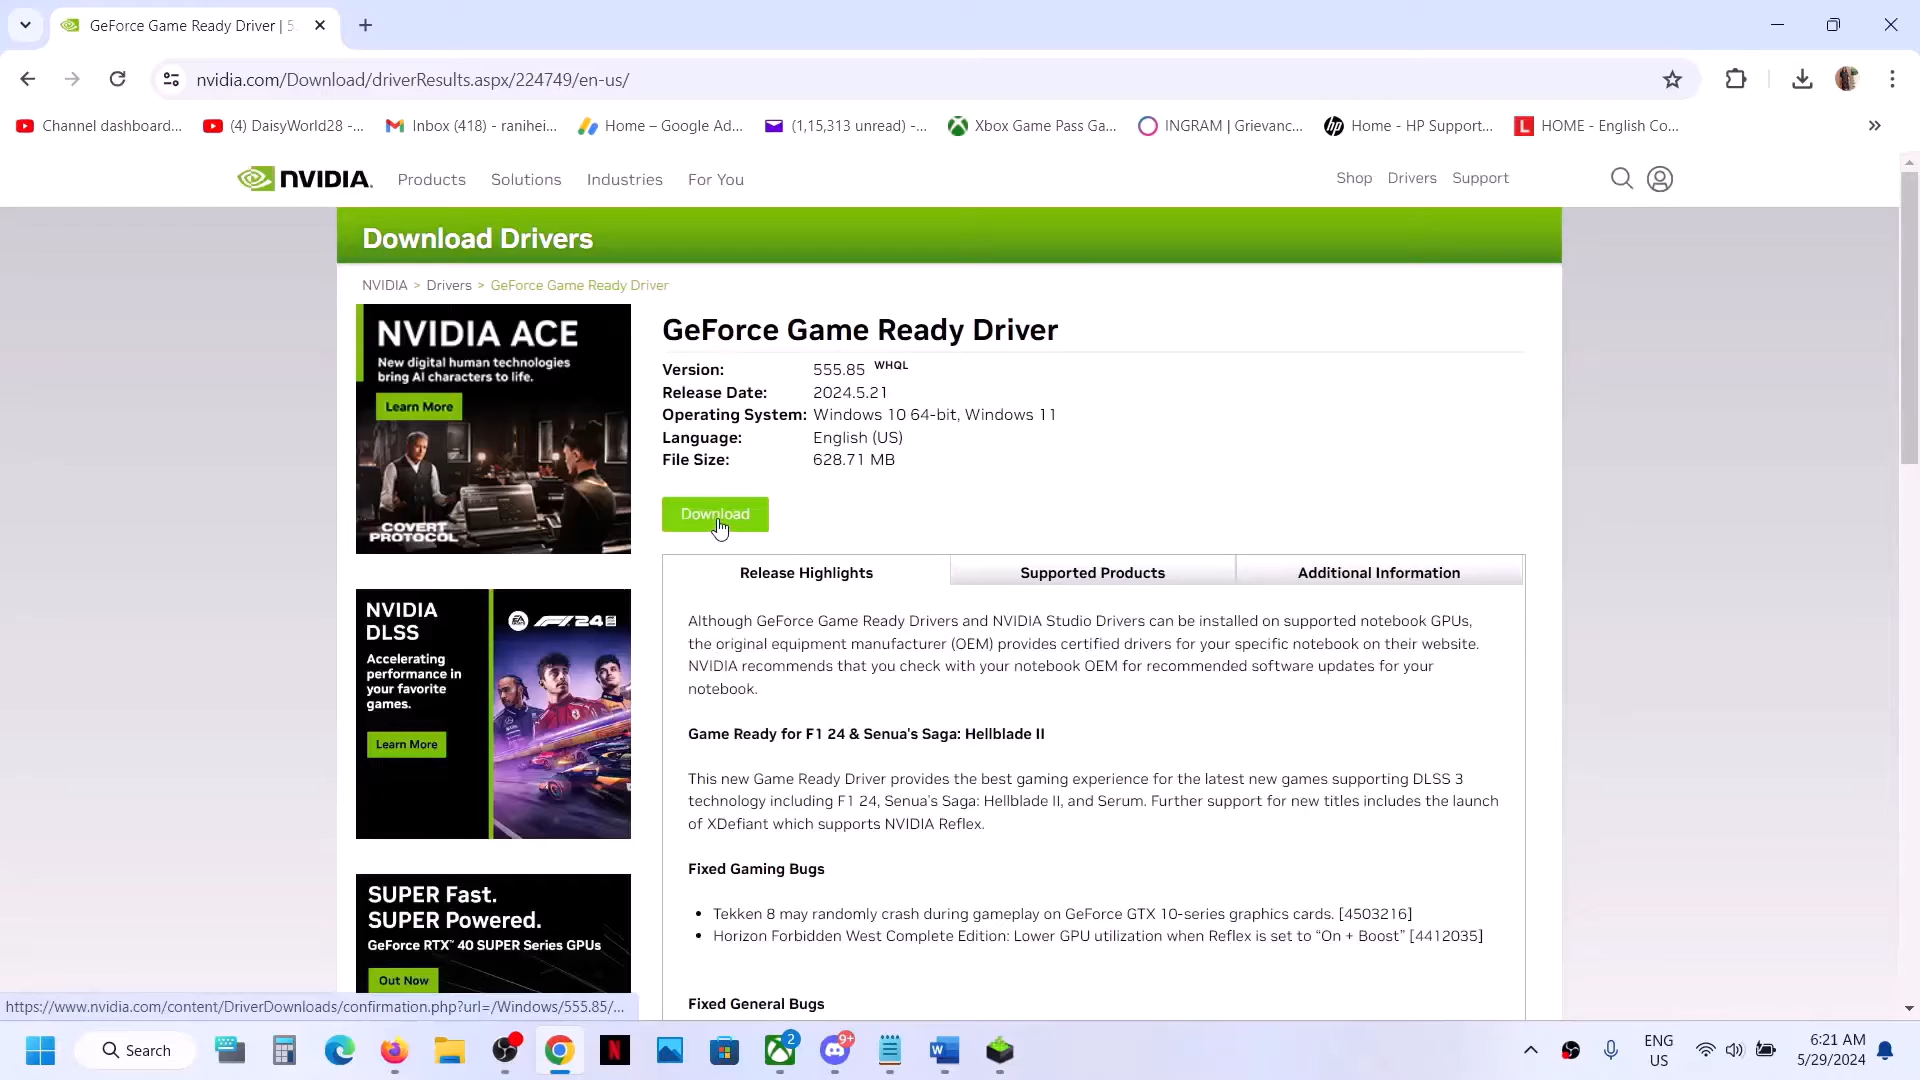 GeForce Game Ready Driver | 5
nvidia.com/Download/driverResults.aspx/224749/en-us/
Channel dashboard...
(4) DaisyWorld28 -...
Inbox (418) - ranihei...
Home – Google Ad...
(1,15,313 unread) -...
Xbox Game Pass Ga...
INGRAM | Grievanc...
Home - HP Support...
HOME - English Co...
NVIDIA.
Products
Solutions
Industries
For You
Shop
Drivers
Support
Download Drivers
NVIDIA > Drivers > GeForce Game Ready Driver
NVIDIA ACE
New digital human technologies
bring AI characters to life.
Learn More
COVERT
PROTOCOL
GeForce Game Ready Driver
Version: 555.85 WHQL
Release Date: 2024.5.21
Operating System: Windows 10 64-bit, Windows 11
Language: English (US)
File Size: 628.71 MB
Download
Release Highlights
Supported Products
Additional Information
NVIDIA
DLSS
Accelerating
performance in
your favorite
games.
Learn More
F1 24
Although GeForce Game Ready Drivers and NVIDIA Studio Drivers can be installed on supported notebook GPUs,
the original equipment manufacturer (OEM) provides certified drivers for your specific notebook on their website.
NVIDIA recommends that you check with your notebook OEM for recommended software updates for your
notebook.
Game Ready for F1 24 & Senua's Saga: Hellblade II
This new Game Ready Driver provides the best gaming experience for the latest new games supporting DLSS 3
technology including F1 24, Senua's Saga: Hellblade II, and Serum. Further support for new titles includes the launch
of XDefiant which supports NVIDIA Reflex.
Fixed Gaming Bugs
• Tekken 8 may randomly crash during gameplay on GeForce GTX 10-series graphics cards. [4503216]
• Horizon Forbidden West Complete Edition: Lower GPU utilization when Reflex is set to “On + Boost” [4412035]
Fixed General Bugs
SUPER Fast.
SUPER Powered.
GeForce RTX™ 40 SUPER Series GPUs
Out Now
https://www.nvidia.com/content/DriverDownloads/confirmation.php?url=/Windows/555.85/...
Search
2
9+
ENG
US
6:21 AM
5/29/2024